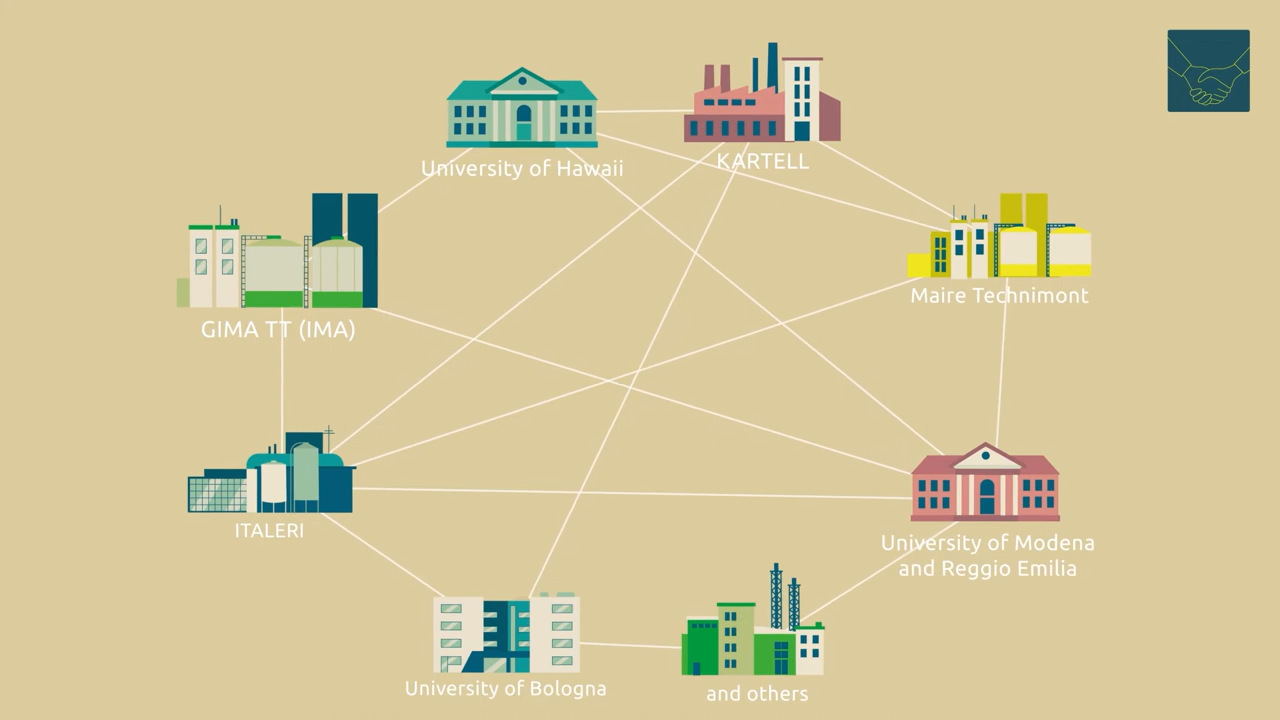 University of Hawaii
KARTELL
Maire Technimont
GIMA TT (IMA)
ITALERI
University of Modena
and Reggio Emilia
University of Bologna
and others